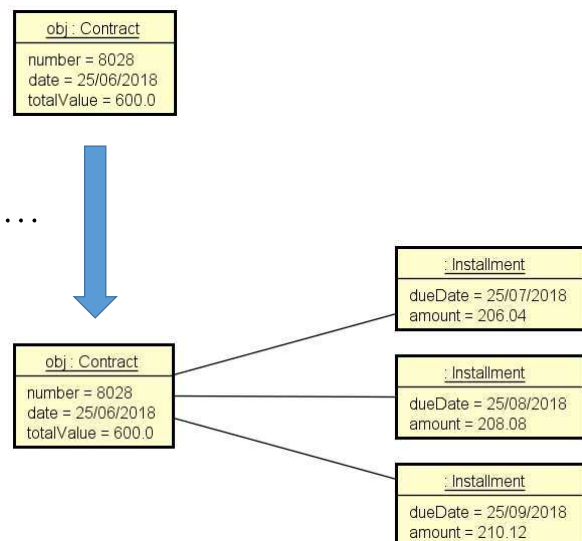 obj : Contract
number = 8028
date = 25/06/2018
totalValue = 600.0
...
: Installment
dueDate = 25/07/2018
amount = 206.04
obj : Contract
number = 8028
date = 25/06/2018
totalValue = 600.0
: Installment
dueDate = 25/08/2018
amount = 208.08
: Installment
dueDate = 25/09/2018
amount = 210.12